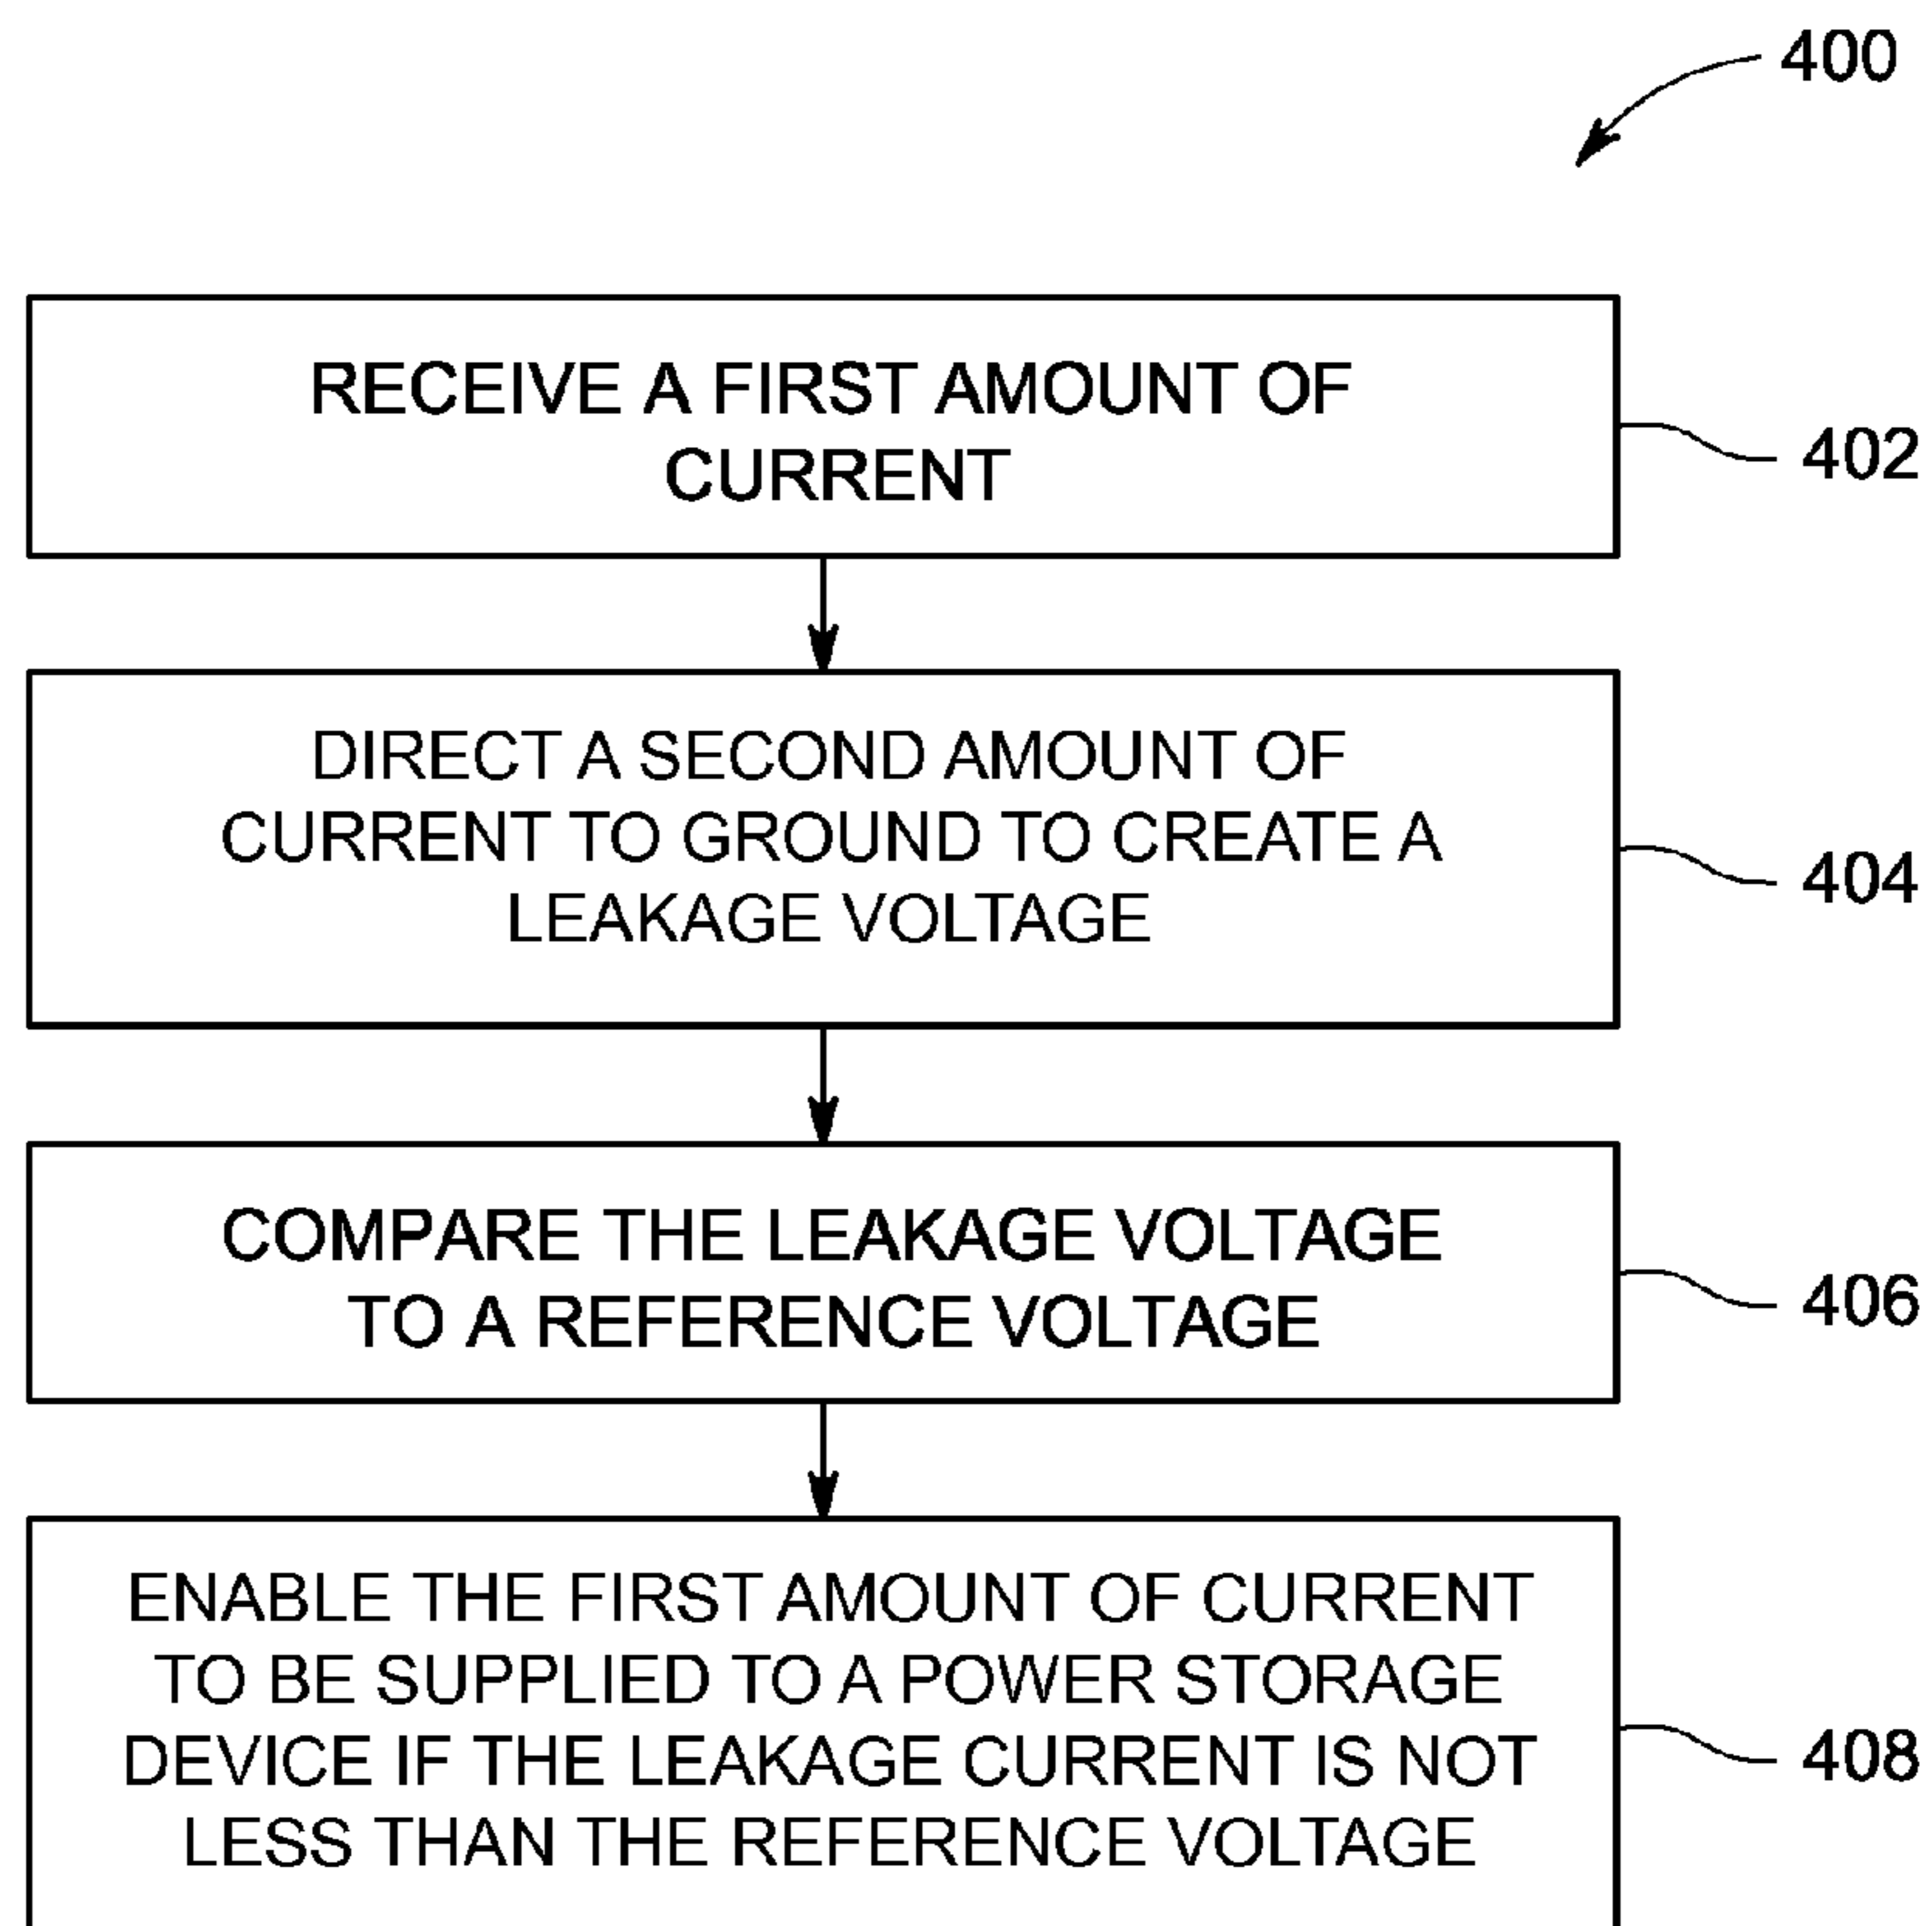 400
RECEIVE A FIRST AMOUNT OF
CURRENT
402
DIRECT A SECOND AMOUNT OF
CURRENT TO GROUND TO CREATE A
LEAKAGE VOLTAGE
404
COMPARE THE LEAKAGE VOLTAGE
TO A REFERENCE VOLTAGE
406
ENABLE THE FIRST AMOUNT OF CURRENT
TO BE SUPPLIED TO A POWER STORAGE
DEVICE IF THE LEAKAGE CURRENT IS NOT
LESS THAN THE REFERENCE VOLTAGE
408